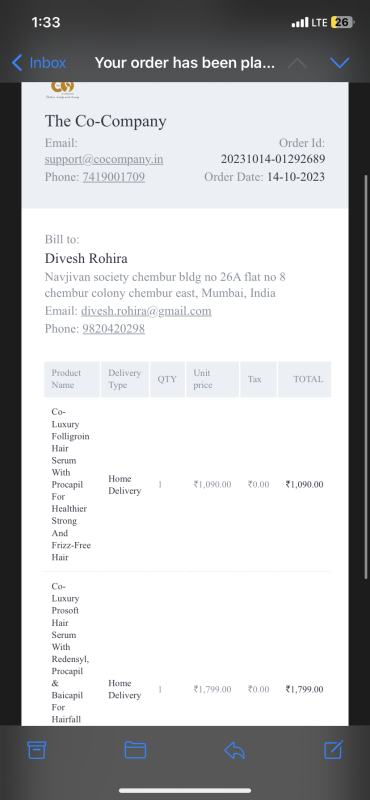 1:33
LTE 26
Inbox
Your order has been pla...
The Co-Company
Email:
support@cocompany.in
Phone: 7419001709
Order Id:
20231014-01292689
Order Date: 14-10-2023
Bill to:
Divesh Rohira
Navjivan society chembur bldg no 26A flat no 8
chembur colony chembur east, Mumbai, India
Email: divesh.rohira@gmail.com
Phone: 9820420298
Product
Name
Delivery
Type
QTY
Unit
price
Tax
TOTAL
Co-
Luxury
Folligroin
Hair
Serum
With
Procapil
For
Healthier
Strong
And
Frizz-Free
Hair
Home
Delivery
1
₹1,090.00
₹0.00
₹1,090.00
Co-
Luxury
Prosoft
Hair
Serum
With
Redensyl,
Procapil
&
Baicapil
For
Hairfall
Home
Delivery
1
₹1,799.00
₹0.00
₹1,799.00